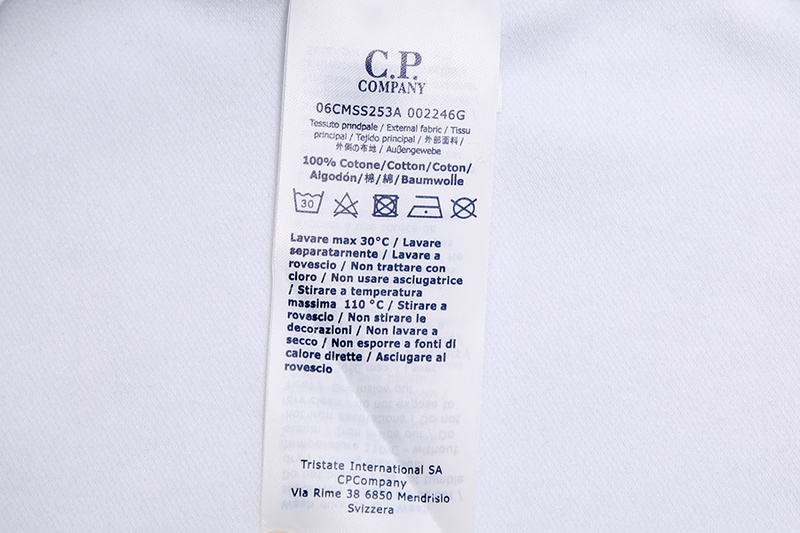 C.P.
COMPANY
06CMSS253A 002246G
Tessuto prindpale / External fabric / Tissu
principal / Tejido principal / 外部面料 /
外側の布地 / Außengewebe
100% Cotone/Cotton/Coton/
Algodón/棉/綿/Baumwolle
30
Lavare max 30°C / Lavare
separatarnente / Lavare a
rovescio / Non trattare con
cloro / Non usare asciugatrice
/ Stirare a temperatura
massima 110 °C / Stirare a
rovescio / Non stirare le
decorazioni / Non lavare a
secco / Non esporre a fonti di
calore dirette / Asciugare al
rovescio
Tristate International SA
CPCompany
Via Rime 38 6850 Mendrislo
Svizzera